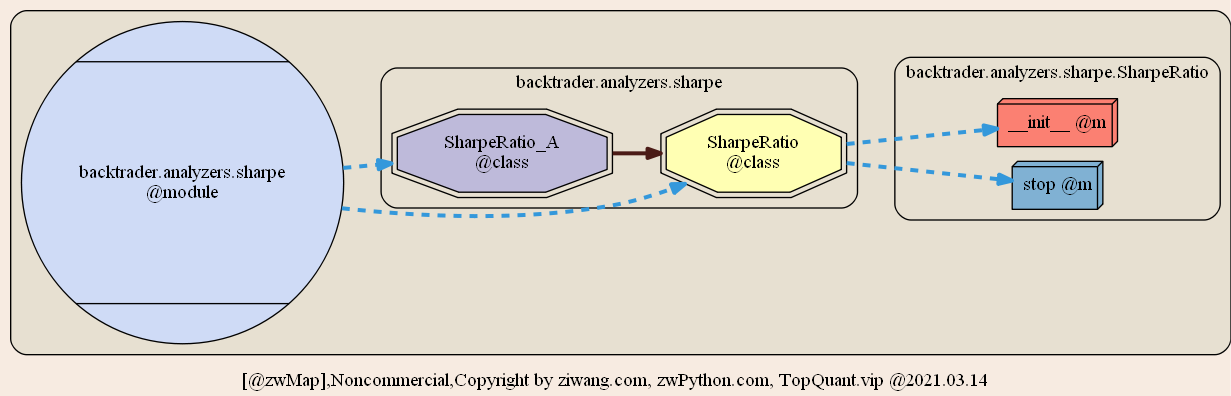 backtrader.analyzers.sharpe
@module
backtrader.analyzers.sharpe
SharpeRatio_A
@class
SharpeRatio
@class
backtrader.analyzers.sharpe.SharpeRatio
__init__ @m
stop @m
[@zwMap],Noncommercial,Copyright by ziwang.com, zwPython.com, TopQuant.vip @2021.03.14